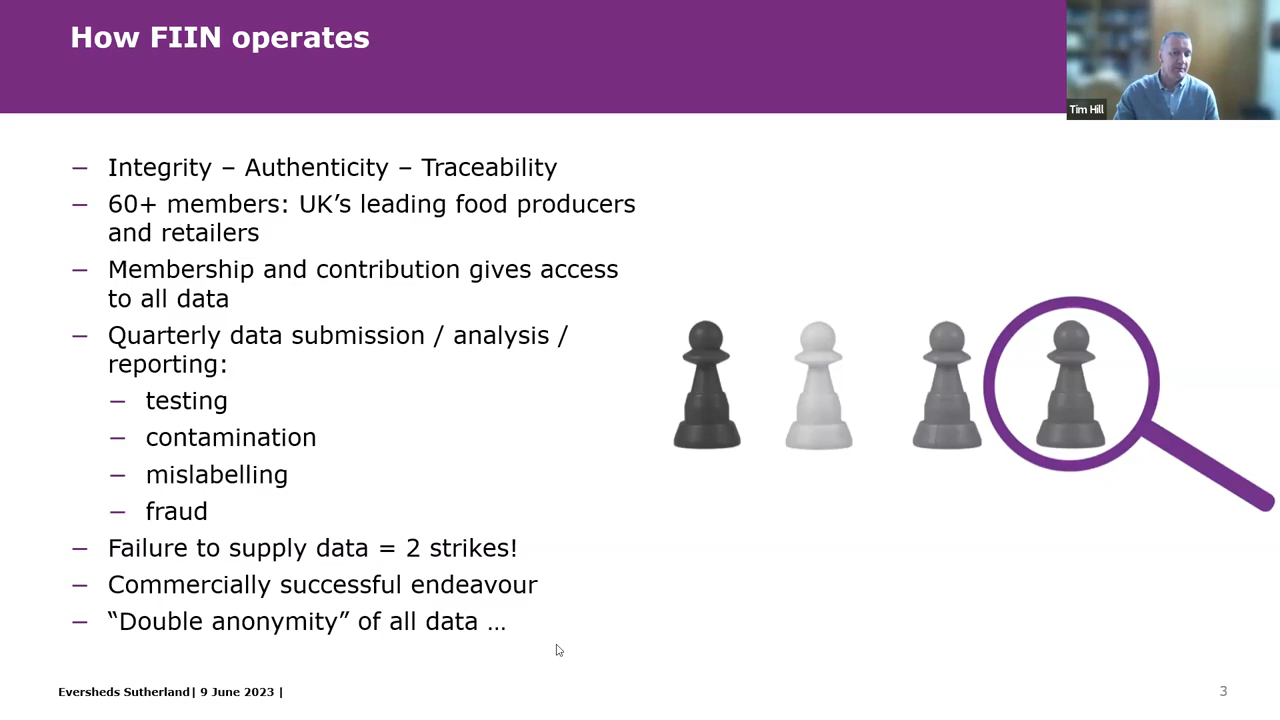 How FIIN operates
Tim Hill
– Integrity – Authenticity – Traceability
– 60+ members: UK’s leading food producers
and retailers
– Membership and contribution gives access
to all data
– Quarterly data submission / analysis /
reporting:
– testing
– contamination
– mislabelling
– fraud
– Failure to supply data = 2 strikes!
– Commercially successful endeavour
– “Double anonymity” of all data …
Eversheds Sutherland| 9 June 2023 |
3